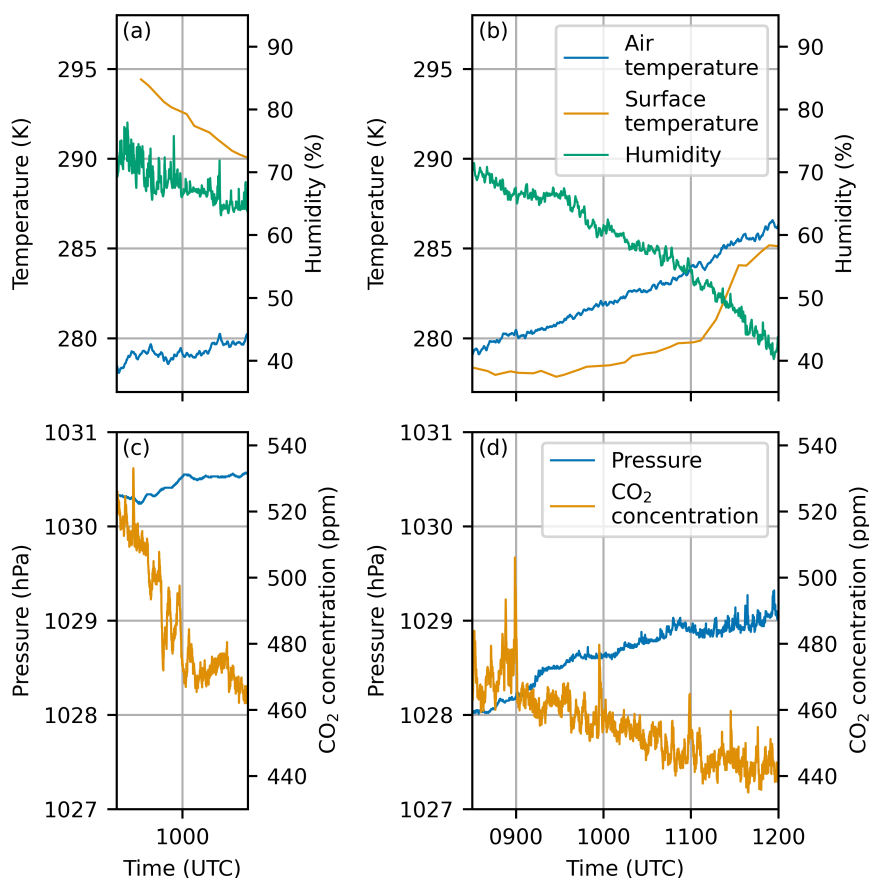 (a)
295
290
285
280
Temperature (K)
90
80
70
60
50
40
Humidity (%)
(b)
Air
temperature
Surface
temperature
Humidity
295
290
285
280
Temperature (K)
90
80
70
60
50
40
Humidity (%)
(c)
1031
1030
1029
1028
1027
Pressure (hPa)
540
520
500
480
460
440
CO₂ concentration (ppm)
1000
Time (UTC)
(d)
Pressure
CO₂
concentration
1031
1030
1029
1028
1027
Pressure (hPa)
540
520
500
480
460
440
CO₂ concentration (ppm)
0900 1000 1100 1200
Time (UTC)